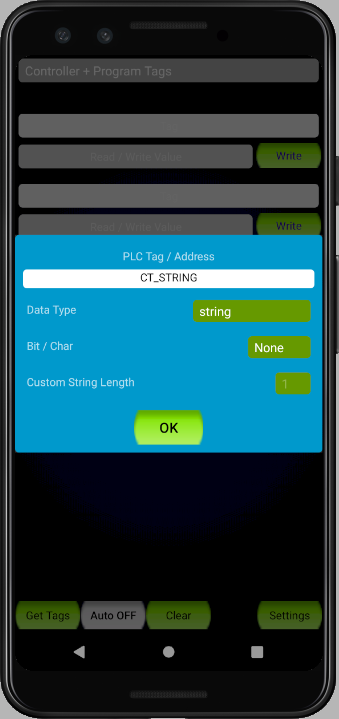 Controller + Program Tags
Read / Write Value
Write
Read / Write Value
Write
PLC Tag / Address
CT_STRING
Data Type
string
Bit / Char
None
Custom String Length
1
OK
Get Tags
Auto OFF
Clear
Settings